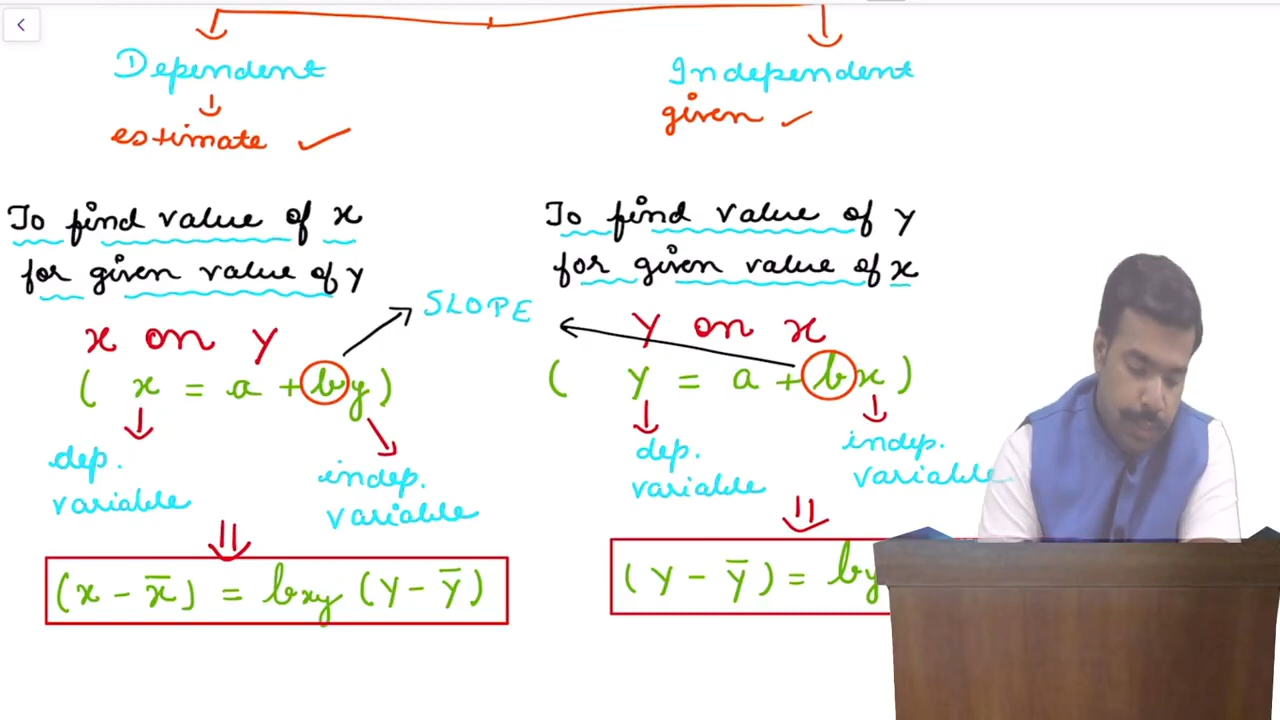 Dependent
estimate
Independent
given
To find value of x
for given value of y
x on y
( x = a + by)
dep.
variable
indep.
variable
(x - x̅) = bxy (y - y̅)
SLOPE
To find value of y
for given value of x
y on x
( y = a + bx)
dep.
variable
indep.
variable
(y - y̅) = by